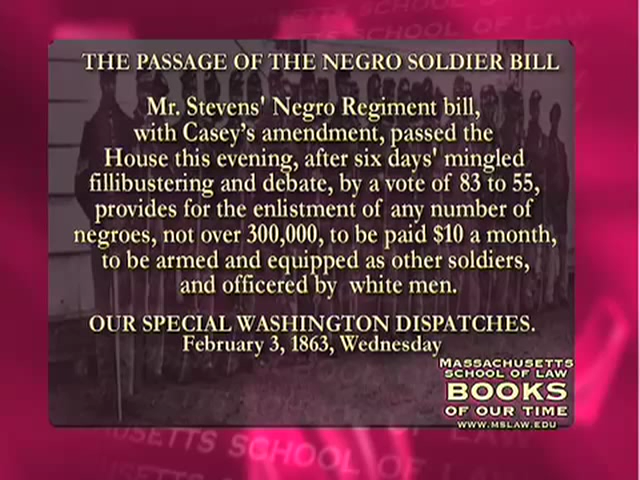 THE PASSAGE OF THE NEGRO SOLDIER BILL
Mr. Stevens' Negro Regiment bill,
with Casey's amendment, passed the
House this evening, after six days' mingled
fillibustering and debate, by a vote of 83 to 55,
provides for the enlistment of any number of
negroes, not over 300,000, to be paid $10 a month,
to be armed and equipped as other soldiers,
and officered by white men.
OUR SPECIAL WASHINGTON DISPATCHES.
February 3, 1863, Wednesday
MASSACHUSETTS
SCHOOL OF LAW
BOOKS
OF OUR TIME
WWW.MSLAW.EDU